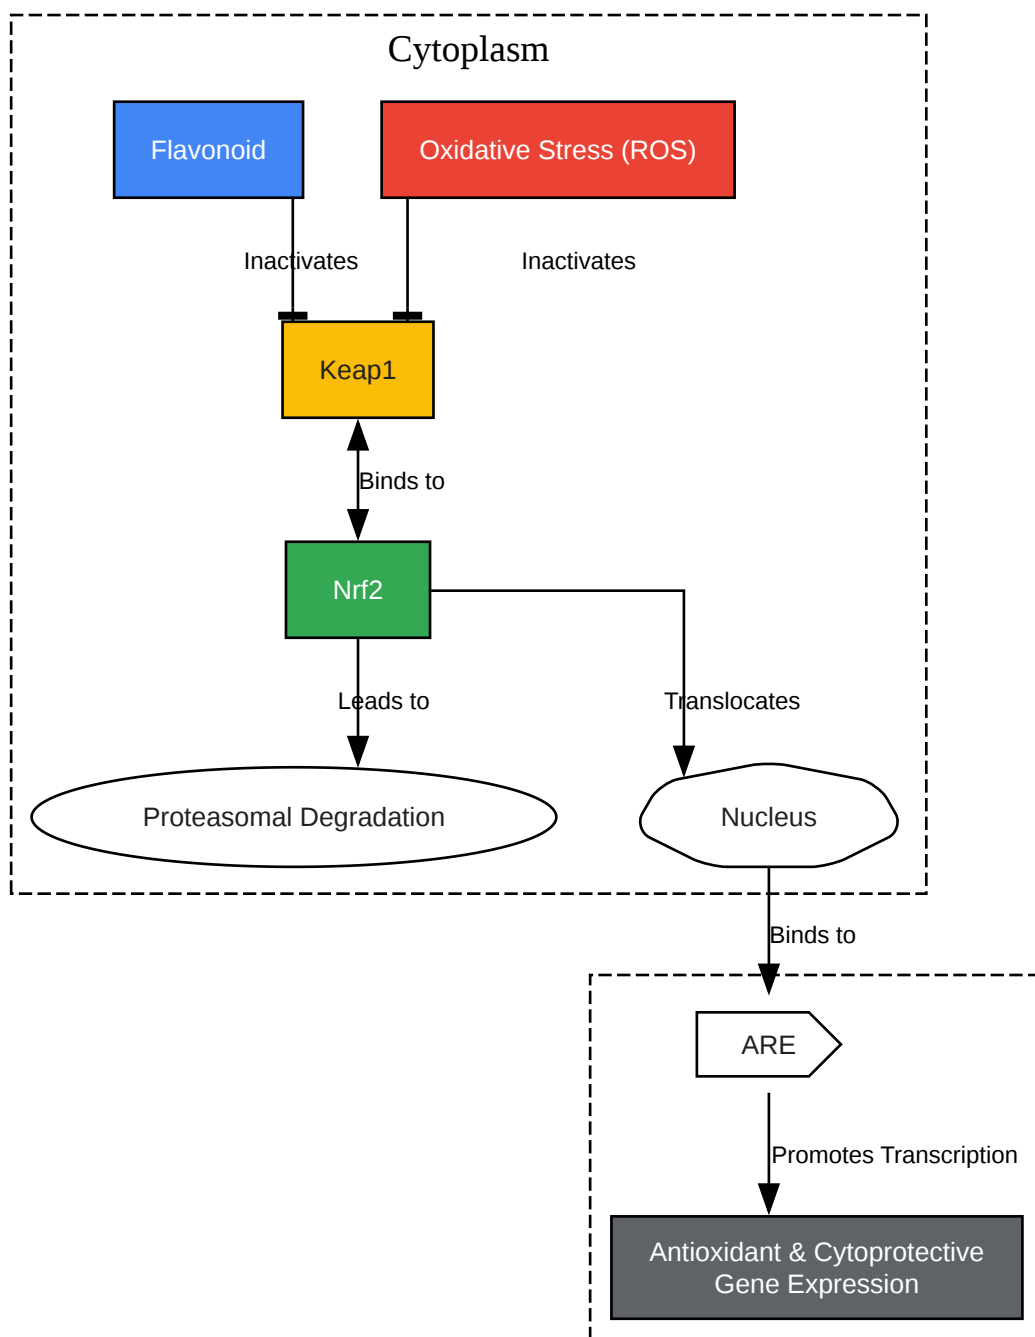 Cytoplasm
Flavonoid
Oxidative Stress (ROS)
Inactivates
Inactivates
Keap1
Binds to
Nrf2
Leads to
Translocates
Proteasomal Degradation
Nucleus
Binds to
ARE
Promotes Transcription
Antioxidant & Cytoprotective
Gene Expression